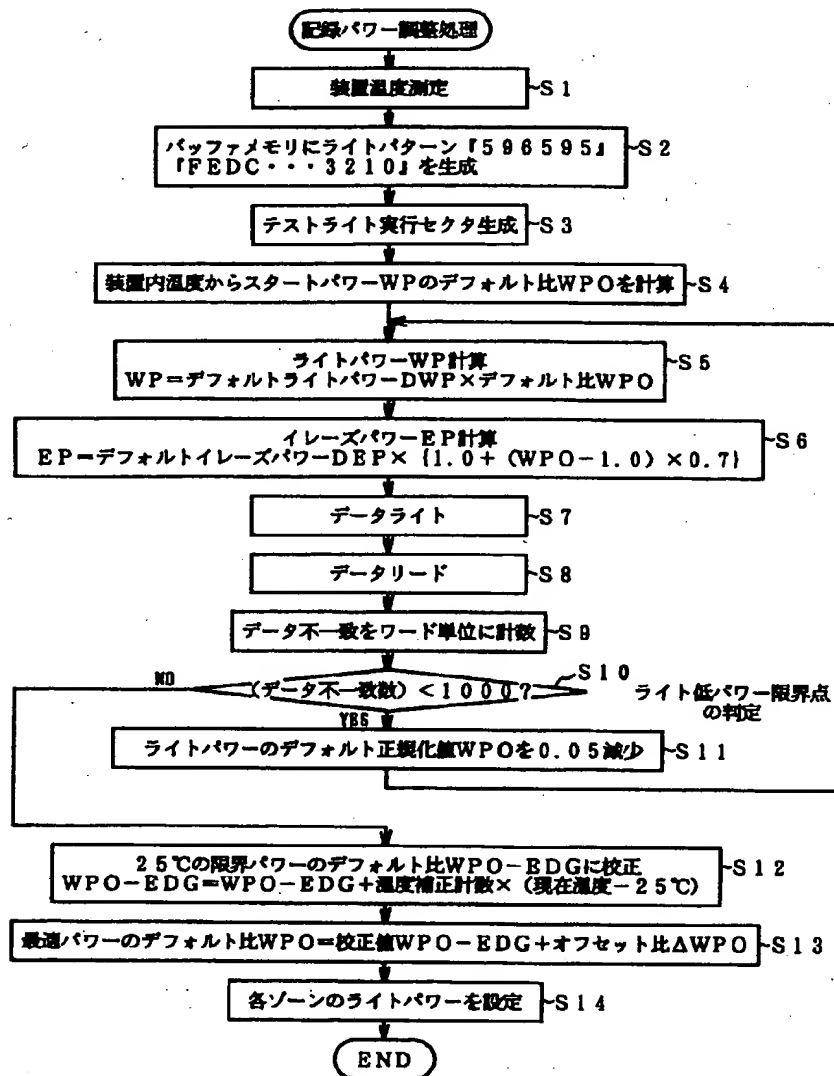 記録パワー調整処理
装置温度測定 ~S1
バッファメモリにライトパターン『596595』 ~S2
『FEDC・・・3210』を生成
テストライト実行セクタ生成 ~S3
装置内温度からスタートパワーWPのデフォルト比WPOを計算 ~S4
ライトパワーWP計算 ~S5
WP=デフォルトライトパワーDWP×デフォルト比WPO
イレーズパワーEP計算 ~S6
EP=デフォルトイレーズパワーDEP×{1.0+(WPO-1.0)×0.7}
データライト ~S7
データリード ~S8
データ不一致をワード単位に計数 ~S9
NO (データ不一致数)<1000? S10
ライト低パワー限界点
の判定
YES
ライトパワーのデフォルト正規化値WPOを0.05減少 ~S11
25℃の限界パワーのデフォルト比WPO-EDGに校正 ~S12
WPO-EDG=WPO-EDG+温度補正計数×(現在温度-25℃)
最適パワーのデフォルト比WPO=校正値WPO-EDG+オフセット比ΔWPO ~S13
各ゾーンのライトパワーを設定 ~S14
END